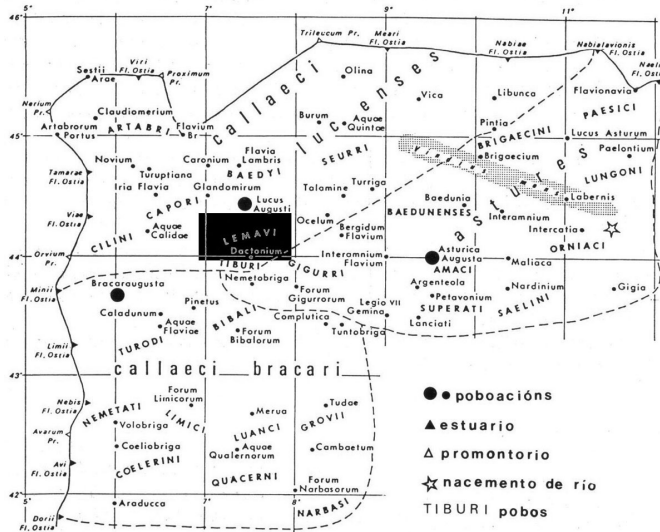 46°
6°
7°
8°
9°
10°
11°
Trileucum Pr.
Meari
Fl. Ostia
Nabiae
Fl. Ostia
Nabialavionis
Fl. Ostia
Viri
Fl. Ostia
Proximum
Pr.
Sestii
Arae
Olina
Vica
Libunca
Flavionavia
PAESICI
Nerium
Pr.
Claudiomerium
ARTABRI
Artabrorum
Portus
Flavium
Br
callaeci
lucenses
Burum
Aquae
Quintae
Pintia
BRIGAECINI
45°
Lucus Asturum
Paelontium
Novium
Turuptiana
Caronium
Flavia
Lambris
BAEDYI
SEURRI
Brigaecium
LUNGONI
Tamarae
Fl. Ostia
Iria Flavia
Glandomirum
CAPORI
Talamine
Turriga
astures
Labernis
Viae
Fl. Ostia
Lucus
Augusti
Baedunia
BAEDUNENSES
Interamnium
CILINI
Aquae
Calidae
LEMAVI
Ocelum
Bergidum
Flavium
Intercatia
ORNIACI
Orvium
Pr.
44°
Dactonium
TIBURI
GIGURRI
Interamnium
Flavium
Asturica
Augusta
AMACI
Maliaca
Minii
Fl. Ostia
Bracaraugusta
Nemetobriga
Forum
Gigurrorum
Argenteola
Nardinium
Gigia
Caladunum
Pinetus
BIBALI
Legio VII
Gemina
Petavonium
SUPERATI
SAELINI
Aquae
Flaviae
TURODI
Forum
Bibalorum
Complutica
Tuntobriga
Lanciati
Limii
Fl. Ostia
43°
callaeci bracari
Nebis
Fl. Ostia
NEMETATI
Forum
Limicorum
LIMICI
Tudae
GROVII
Volobriga
Merua
LUANCI
Avarum
Pr.
Coeliobriga
COELERINI
Aquae
Qualernorum
Cambaetum
Avi
Fl. Ostia
QUACERNI
Forum
Narbasorum
NARBASI
42°
Araducca
Dorii
Fl. Ostia
poboacións
estuario
promontorio
nacemento de río
TIBURI pobos